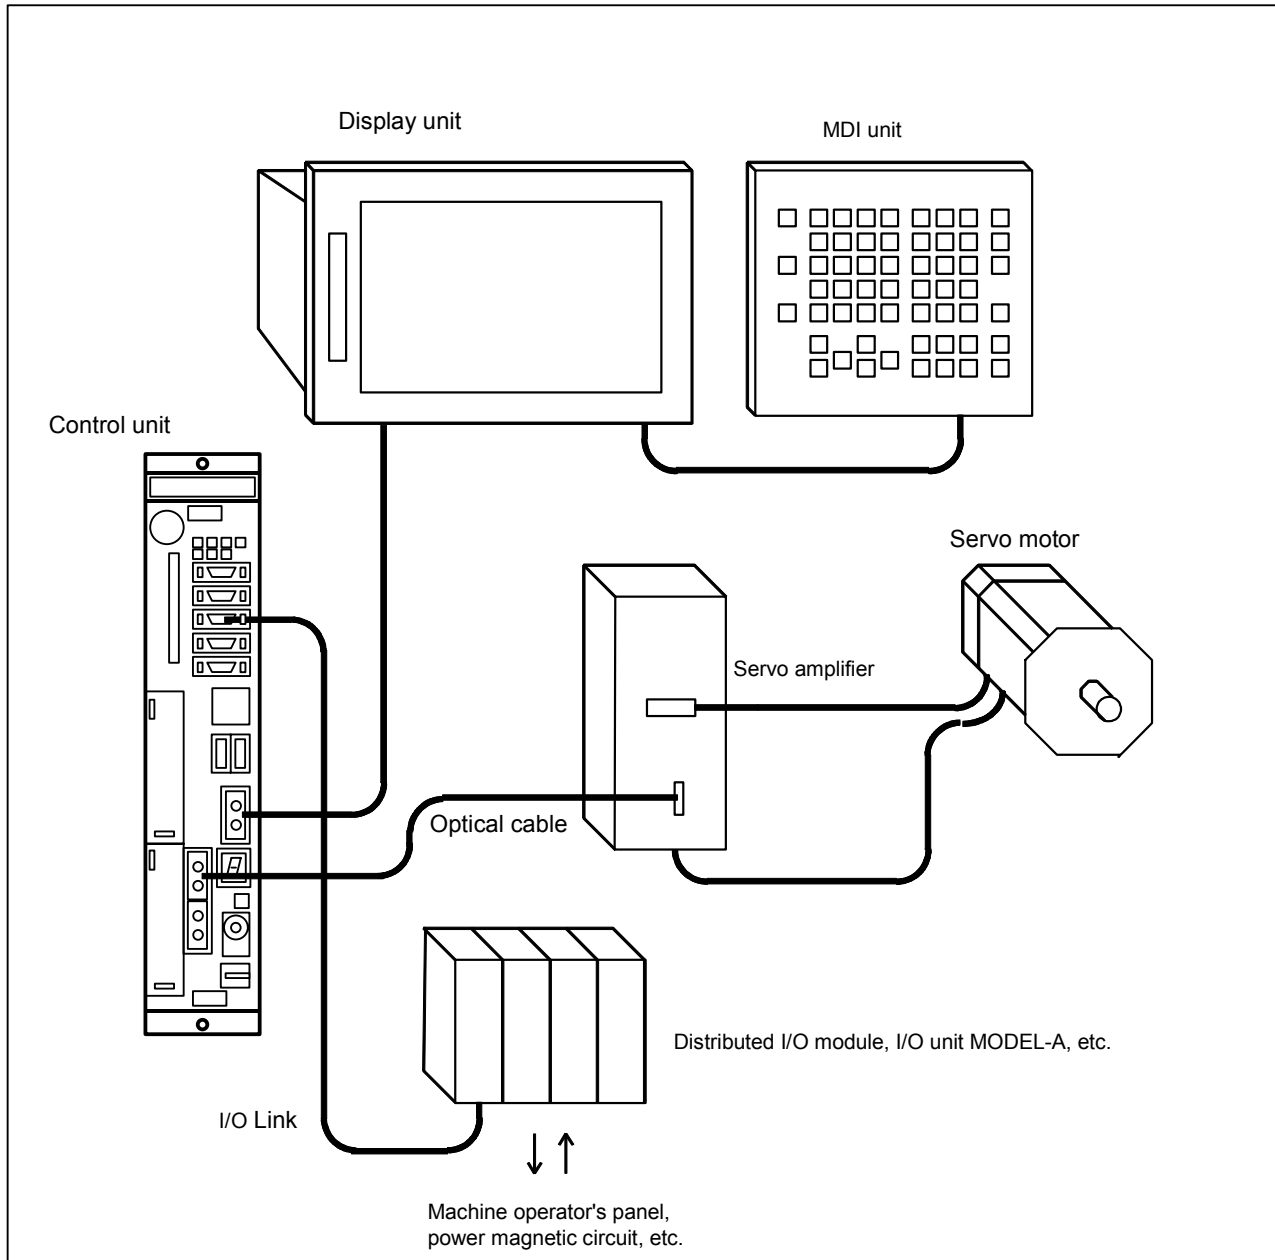 Display unit
MDI unit
Control unit
Servo motor
Servo amplifier
Optical cable
Distributed I/O module, I/O unit MODEL-A, etc.
I/O Link
Machine operator's panel,
power magnetic circuit, etc.